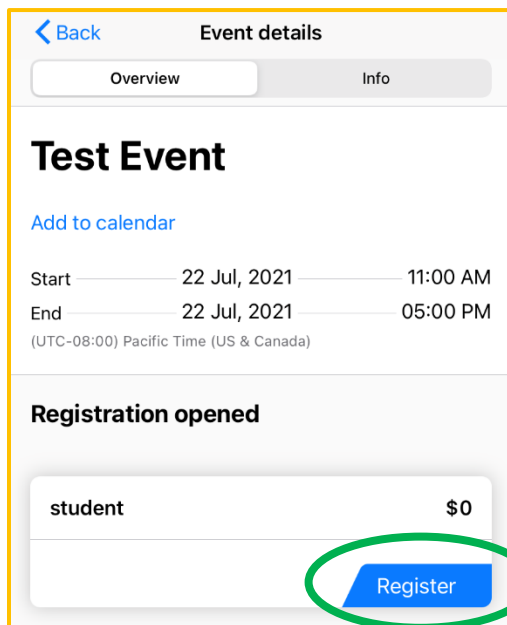 Back Event details
Overview Info
Test Event
Add to calendar
Start 22 Jul, 2021 11:00 AM
End 22 Jul, 2021 05:00 PM
(UTC-08:00) Pacific Time (US & Canada)
Registration opened
student $0
Register